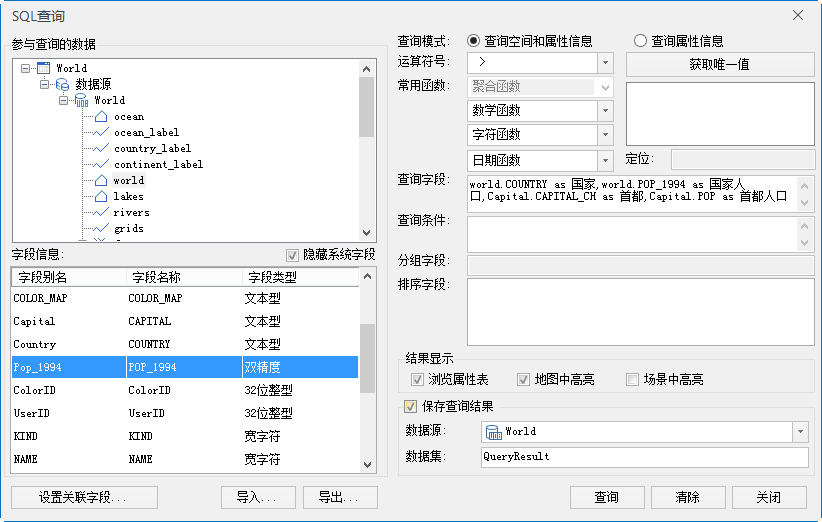 SQL查询
参与查询的数据
World
数据源
World
ocean
ocean_label
country_label
continent_label
world
lakes
rivers
grids
字段信息: 隐藏系统字段
字段别名 字段名称 字段类型
COLOR_MAP COLOR_MAP 文本型
Capital CAPITAL 文本型
Country COUNTRY 文本型
Pop_1994 POP_1994 双精度
ColorID ColorID 32位整型
UserID UserID 32位整型
KIND KIND 宽字符
NAME NAME 宽字符
设置关联字段... 导入... 导出...
查询模式: 查询空间和属性信息 查询属性信息
运算符号: > 获取唯一值
常用函数: 聚合函数
数学函数
字符函数
日期函数 定位:
查询字段: world.COUNTRY as 国家,world.POP_1994 as 国家人
口,Capital.CAPITAL_CH as 首都,Capital.POP as 首都人口
查询条件:
分组字段:
排序字段:
结果显示
浏览属性表 地图中高亮 场景中高亮
保存查询结果
数据源: World
数据集: QueryResult
查询 清除 关闭